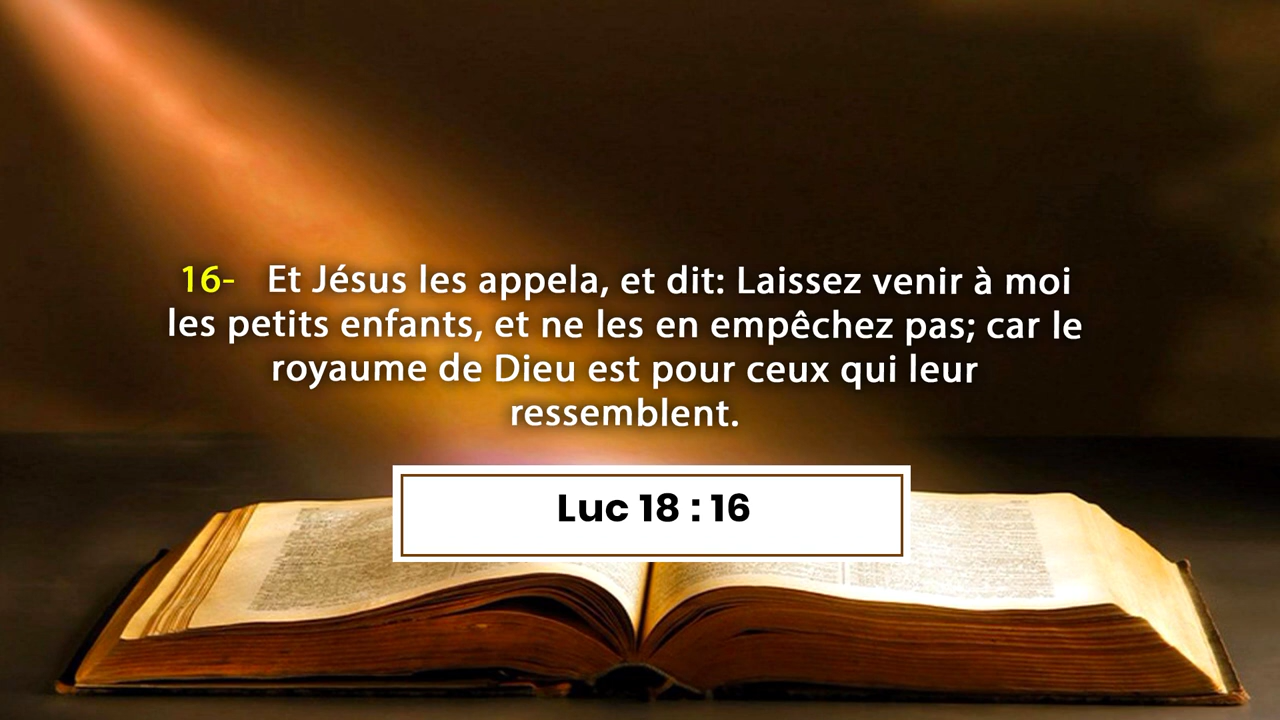 16- Et Jésus les appela, et dit: Laissez venir à moi
les petits enfants, et ne les en empêchez pas; car le
royaume de Dieu est pour ceux qui leur
ressemblent.
Luc 18 : 16